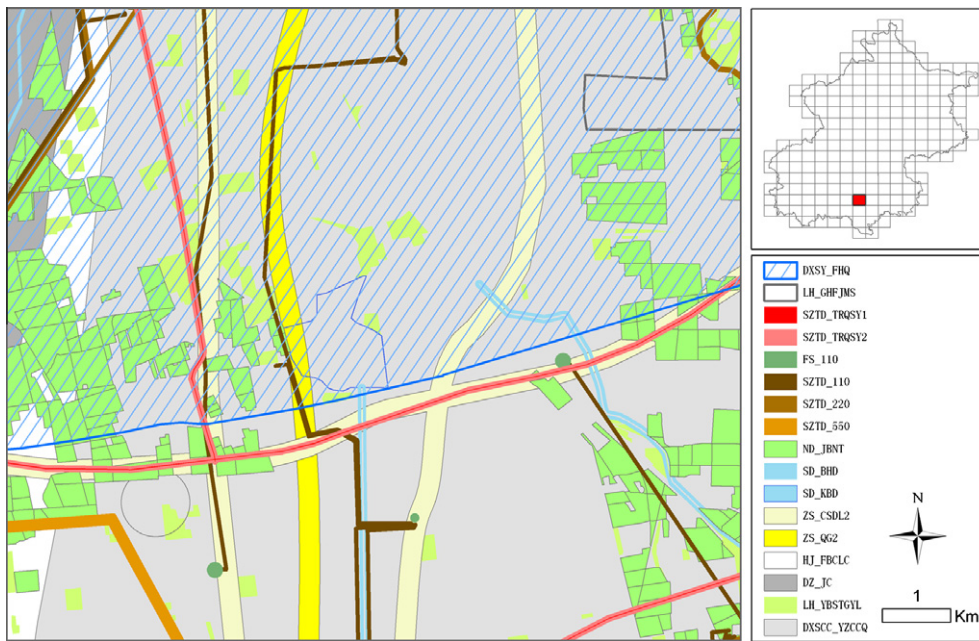 DXSY_FHQ
LH_GHFJMS
SZTD_TRQSY1
SZTD_TRQSY2
FS_110
SZTD_110
SZTD_220
SZTD_550
ND_JBNT
SD_BHD
SD_KBD
ZS_CSDL2
ZS_QG2
HJ_FBCLC
DZ_JC
LH_YBSTGYL
DXSCC_YZCCQ
N
1
Km